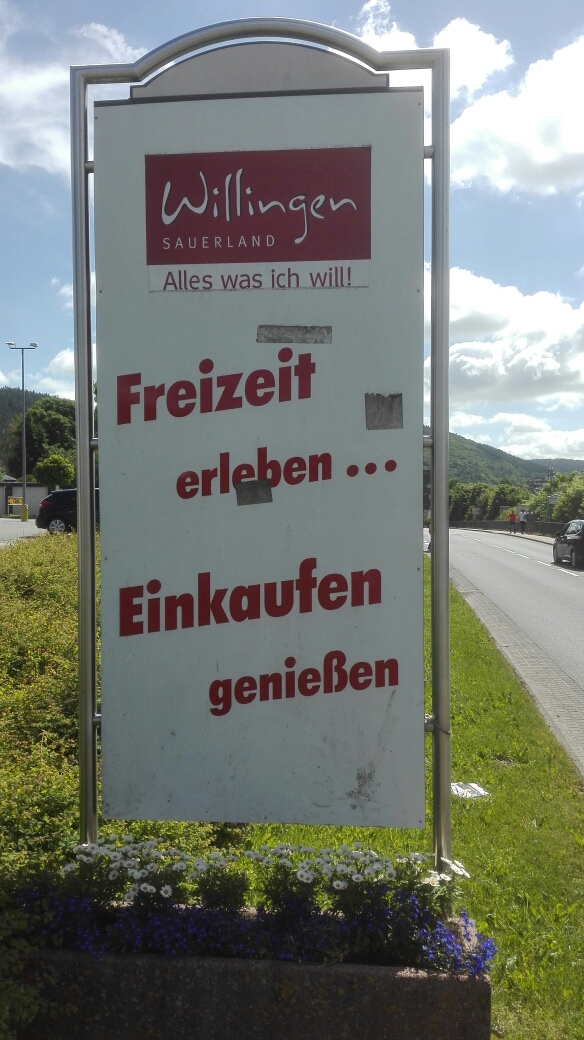 Willingen
SAUERLAND
Alles was ich will!
Freizeit
erleben...
Einkaufen
genießen